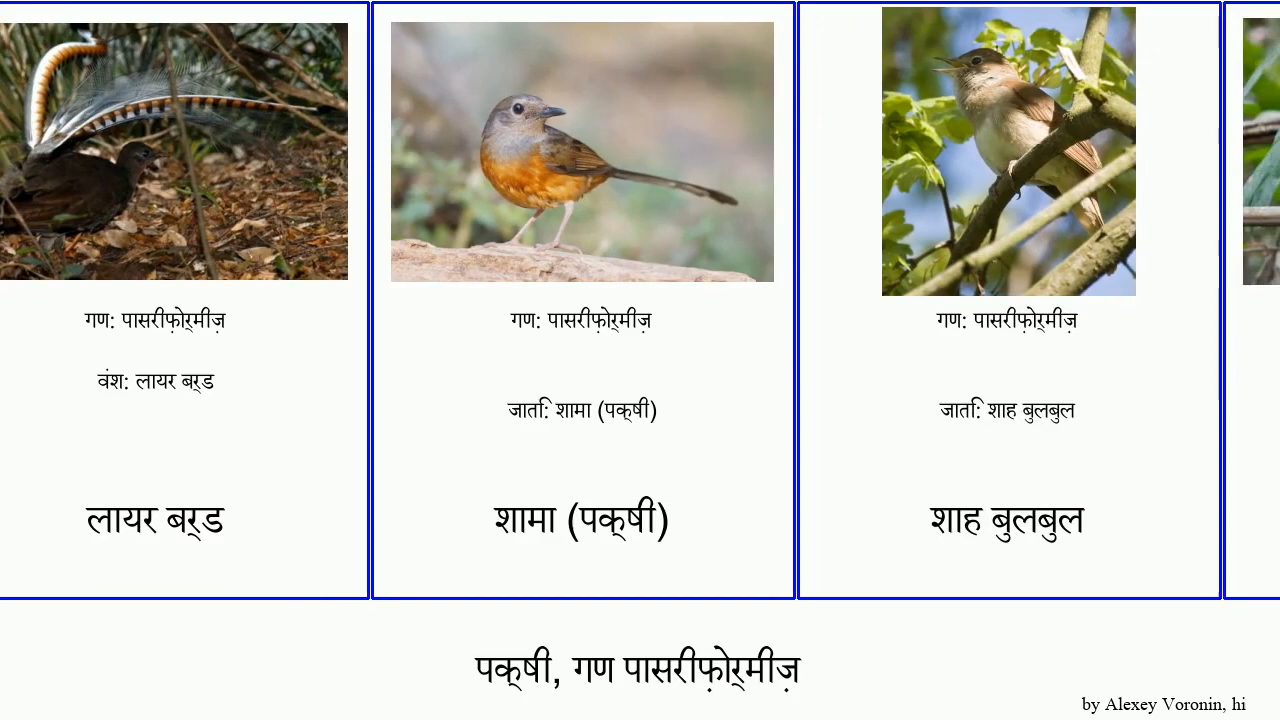 गण: पासरीफ़ोर्मीज़
वंश: लायर बर्ड
लायर बर्ड
गण: पासरीफ़ोर्मीज़
जाति: शामा (पक्षी)
शामा (पक्षी)
गण: पासरीफ़ोर्मीज़
जाति: शाह बुलबुल
शाह बुलबुल
पक्षी, गण पासरीफ़ोर्मीज़
by Alexey Voronin, hi